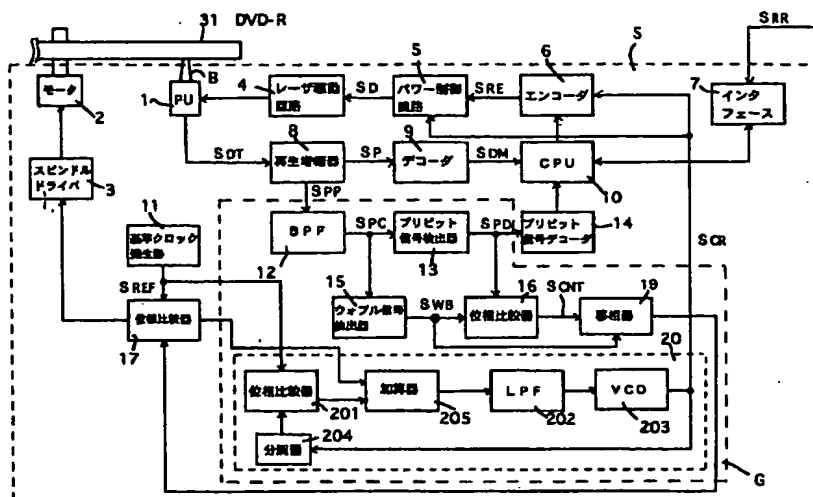 31 DVD-R
SRR
S
モータ
2
B
1 PU
4
レーザ駆動
回路
SD
5
パワー制御
回路
SRE
6
エンコーダ
7
インタ
フェース
SDT
8
再生増幅器
SP
9
デコーダ
SDM
CPU
10
スピンドル
ドライバ
3
SPP
11
基準クロック
発生器
BPF
12
SPC
プリピット
信号検出器
13
SPD
プリピット
信号デコーダ
14
SCR
SREF
15
ウォブル信号
検出器
SWB
16
位相比較器
SCNT
19
移相器
位相比較器
17
20
位相比較器
201
加算器
205
LPF
202
VCO
203
204
分周器
G